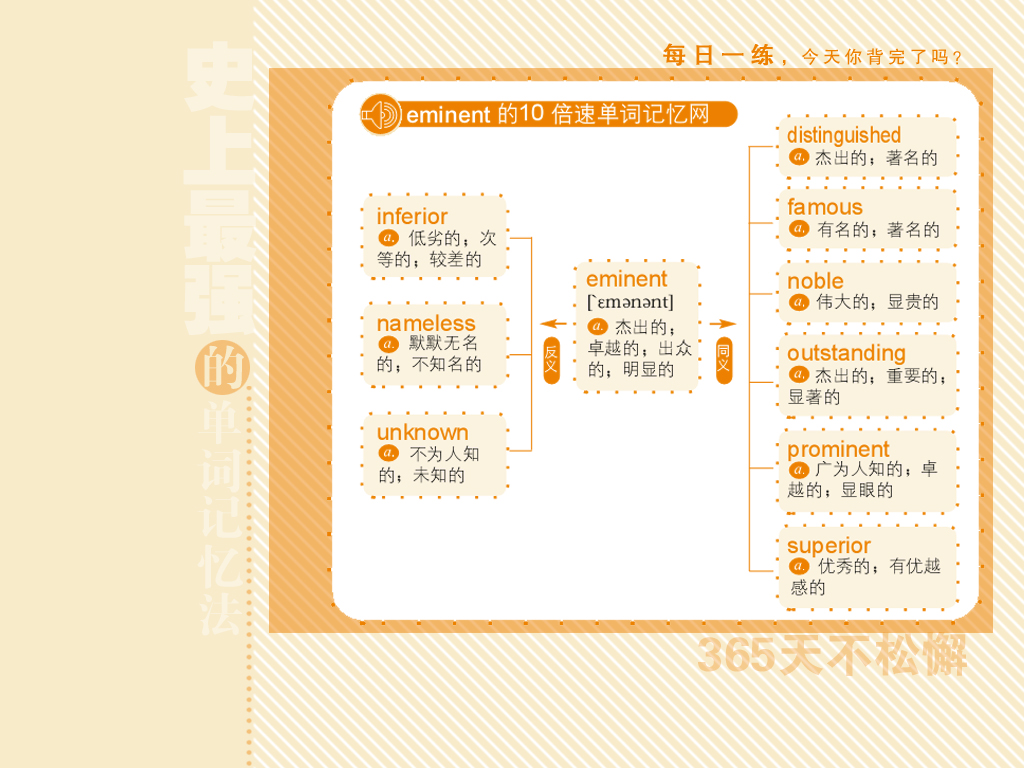 每日一练，今天你背完了吗？
史上最强的单词记忆法
eminent 的10 倍速单词记忆网
inferior
a. 低劣的；次
等的；较差的
nameless
a. 默默无名
的；不知名的
unknown
a. 不为人知
的；未知的
反义
eminent
[`ɛmənənt]
a. 杰出的；
卓越的；出众
的；明显的
同义
distinguished
a. 杰出的；著名的
famous
a. 有名的；著名的
noble
a. 伟大的；显贵的
outstanding
a. 杰出的；重要的；
显著的
prominent
a. 广为人知的；卓
越的；显眼的
superior
a. 优秀的；有优越
感的
365天不松懈